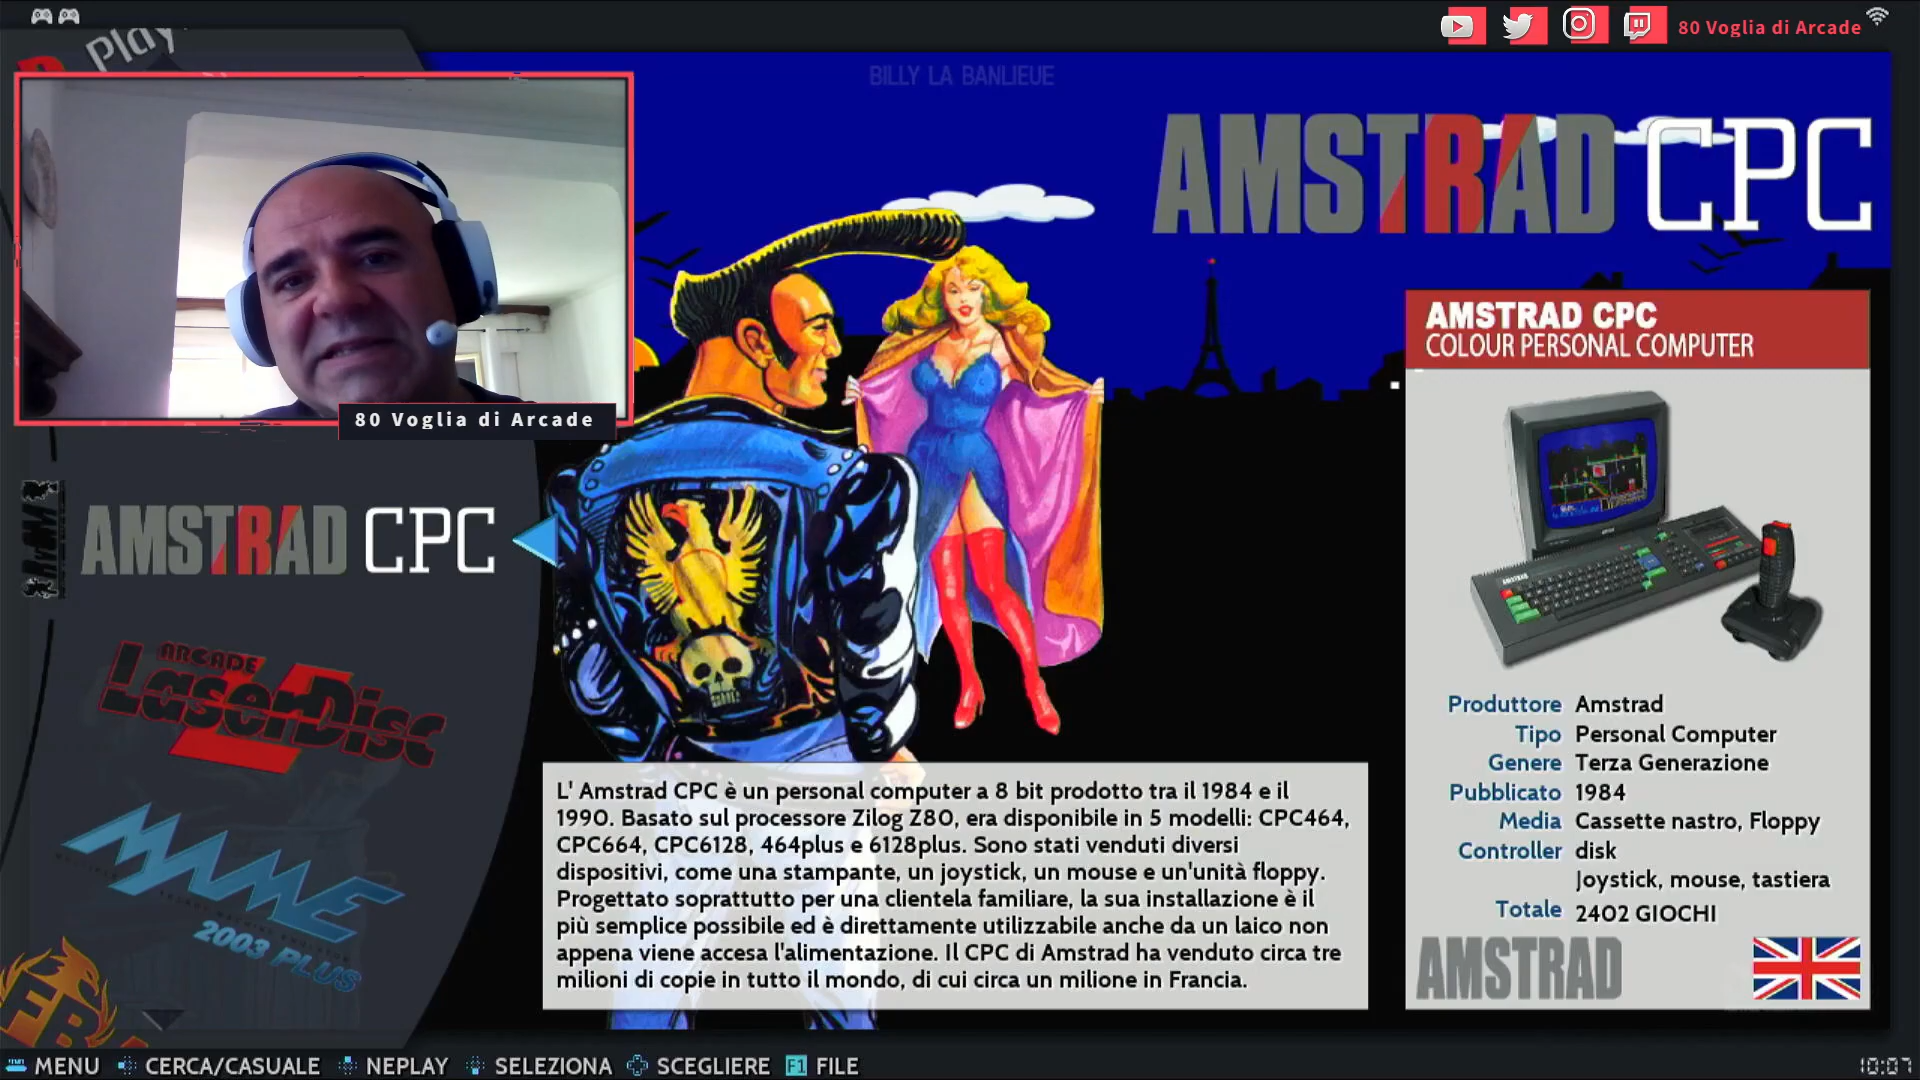 Play
80 Voglia di Arcade
BILLY LA BANLIEUE
AMSTRAD CPC
80 Voglia di Arcade
AMSTRAD CPC
COLOUR PERSONAL COMPUTER
AMSTRAD CPC
ARCADE
LaserDisc
MAME
2003 PLUS
Produttore Amstrad
Tipo Personal Computer
Genere Terza Generazione
Pubblicato 1984
Media Cassette nastro, Floppy
Controller disk
Joystick, mouse, tastiera
Totale 2402 GIOCHI
AMSTRAD
L' Amstrad CPC è un personal computer a 8 bit prodotto tra il 1984 e il
1990. Basato sul processore Zilog Z80, era disponibile in 5 modelli: CPC464,
CPC664, CPC6128, 464plus e 6128plus. Sono stati venduti diversi
dispositivi, come una stampante, un joystick, un mouse e un'unità floppy.
Progettato soprattutto per una clientela familiare, la sua installazione è il
più semplice possibile ed è direttamente utilizzabile anche da un laico non
appena viene accesa l'alimentazione. Il CPC di Amstrad ha venduto circa tre
milioni di copie in tutto il mondo, di cui circa un milione in Francia.
MENU CERCA/CASUALE NEPLAY SELEZIONA SCEGLIERE F1 FILE
10:07